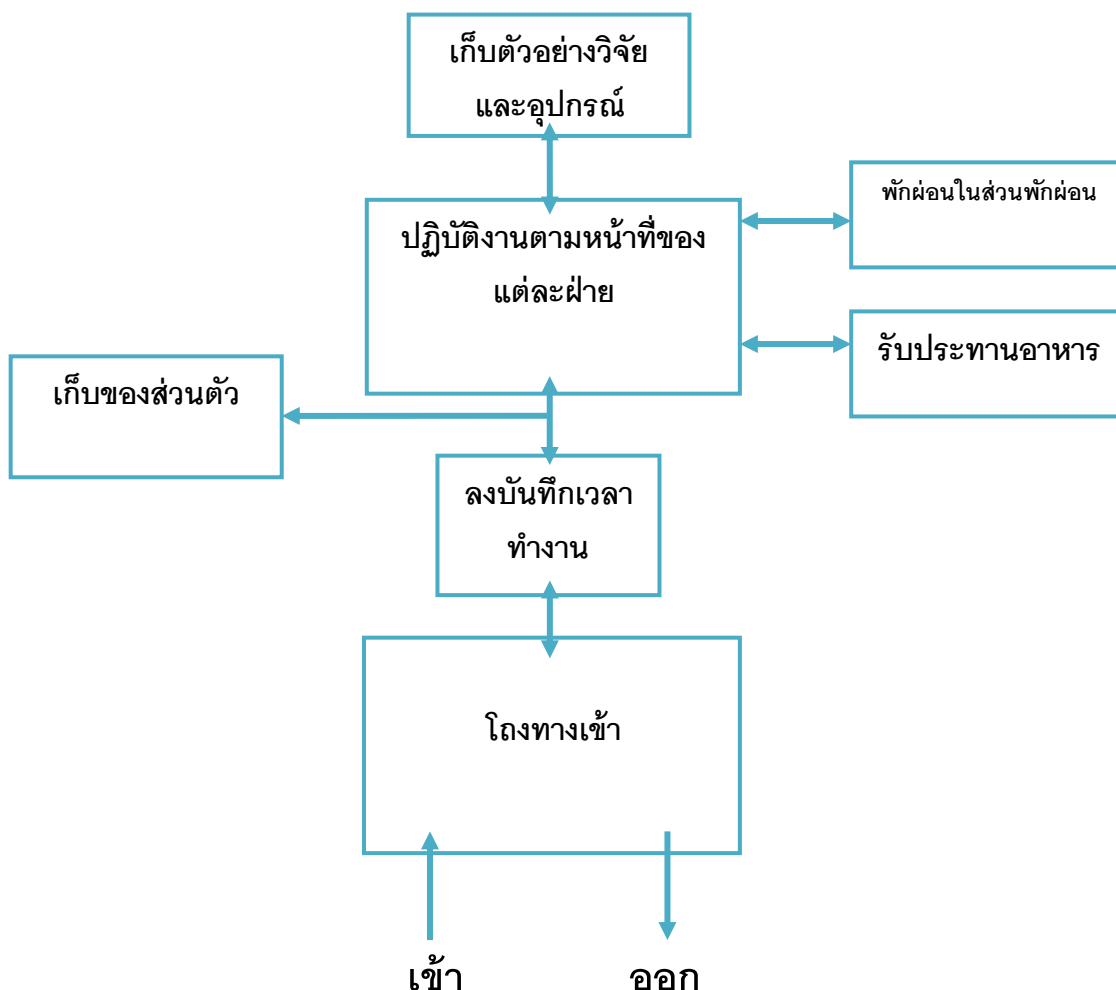 เก็บตัวอย่างวิจัย
และอุปกรณ์
พักผ่อนในส่วนพักผ่อน
ปฏิบัติงานตามหน้าที่ของ
แต่ละฝ่าย
รับประทานอาหาร
เก็บของส่วนตัว
ลงบันทึกเวลา
ทำงาน
โถงทางเข้า
เข้า
ออก